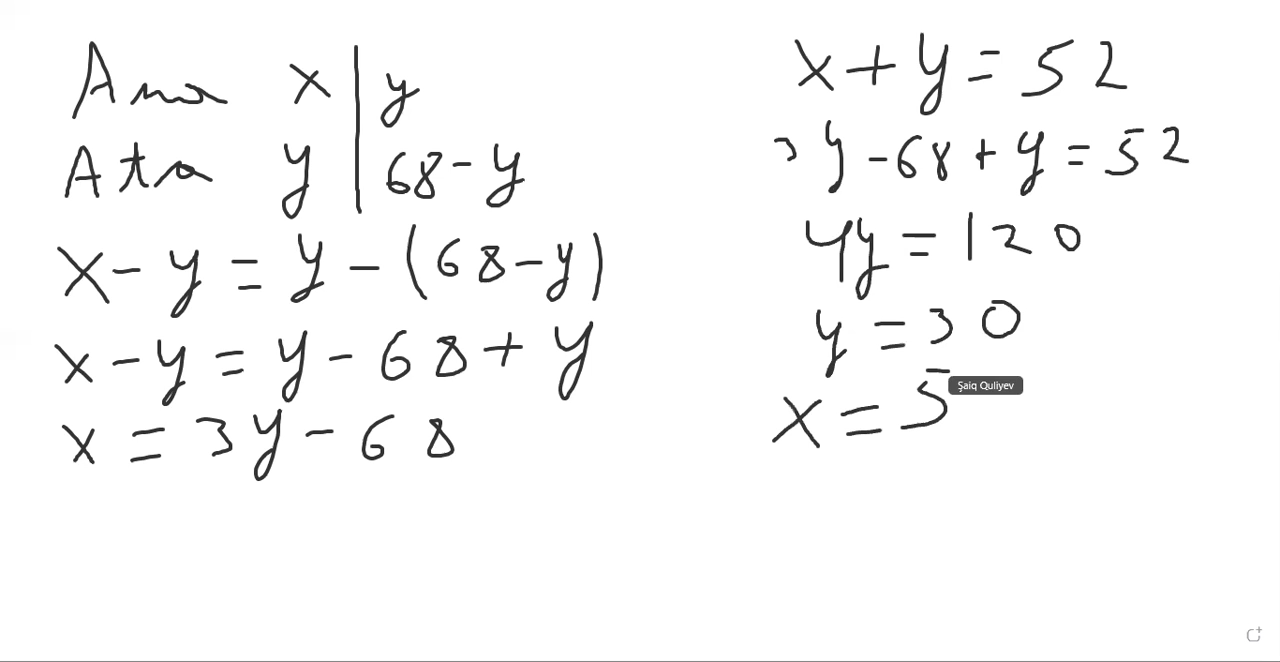 Ana x | y
Ata y | 68 - y
x - y = y - (68 - y)
x - y = y - 68 + y
x = 3y - 68
x + y = 52
3y - 68 + y = 52
4y = 120
y = 30
x = 5
Şaiq Quliyev